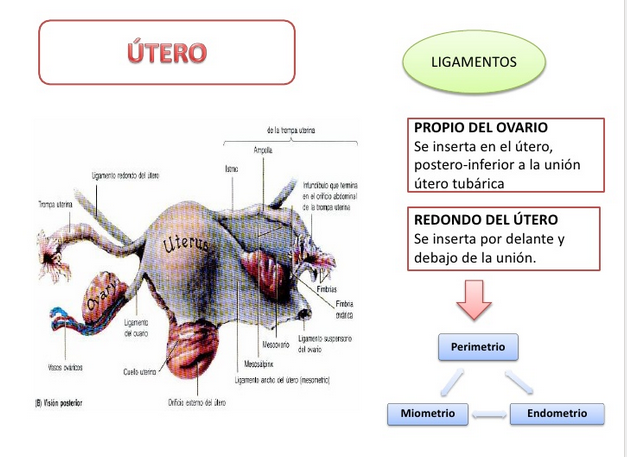 ÚTERO
LIGAMENTOS
PROPIO DEL OVARIO
Se inserta en el útero,
postero-inferior a la unión
útero tubárica
REDONDO DEL ÚTERO
Se inserta por delante y
debajo de la unión.
Perimetrio
Miometrio
Endometrio
de la trompa uterina
Ampolla
Istmo
Ligamento redondo del útero
Infundíbulo que termina
en el orificio abdominal
de la trompa uterina
Trompa uterina
Uterus
Ovary
Fimbrias
Fimbria
ovárica
Ligamento
del ovario
Ligamento suspensorio
del ovario
Mesoovario
Mesosálpinx
Vasos ováricos
Cuello uterino
Ligamento ancho del útero (mesometrio)
(B) Visión posterior
Orificio externo del útero